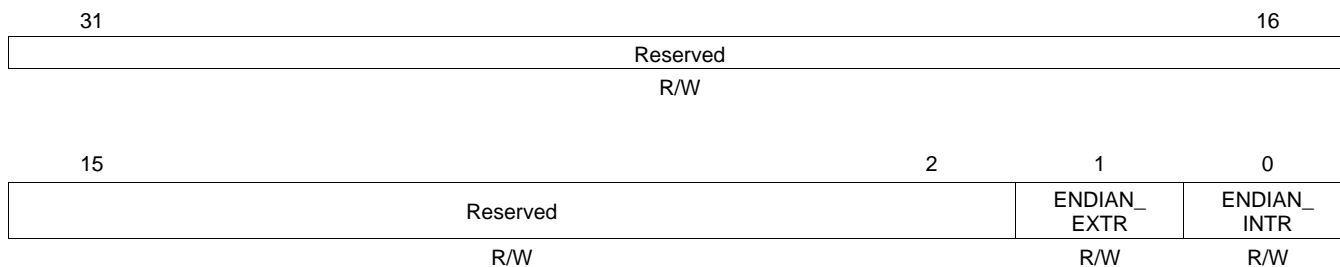 31 16
Reserved
R/W
15 2 1 0
Reserved ENDIAN_ ENDIAN_
EXTR INTR
R/W R/W R/W